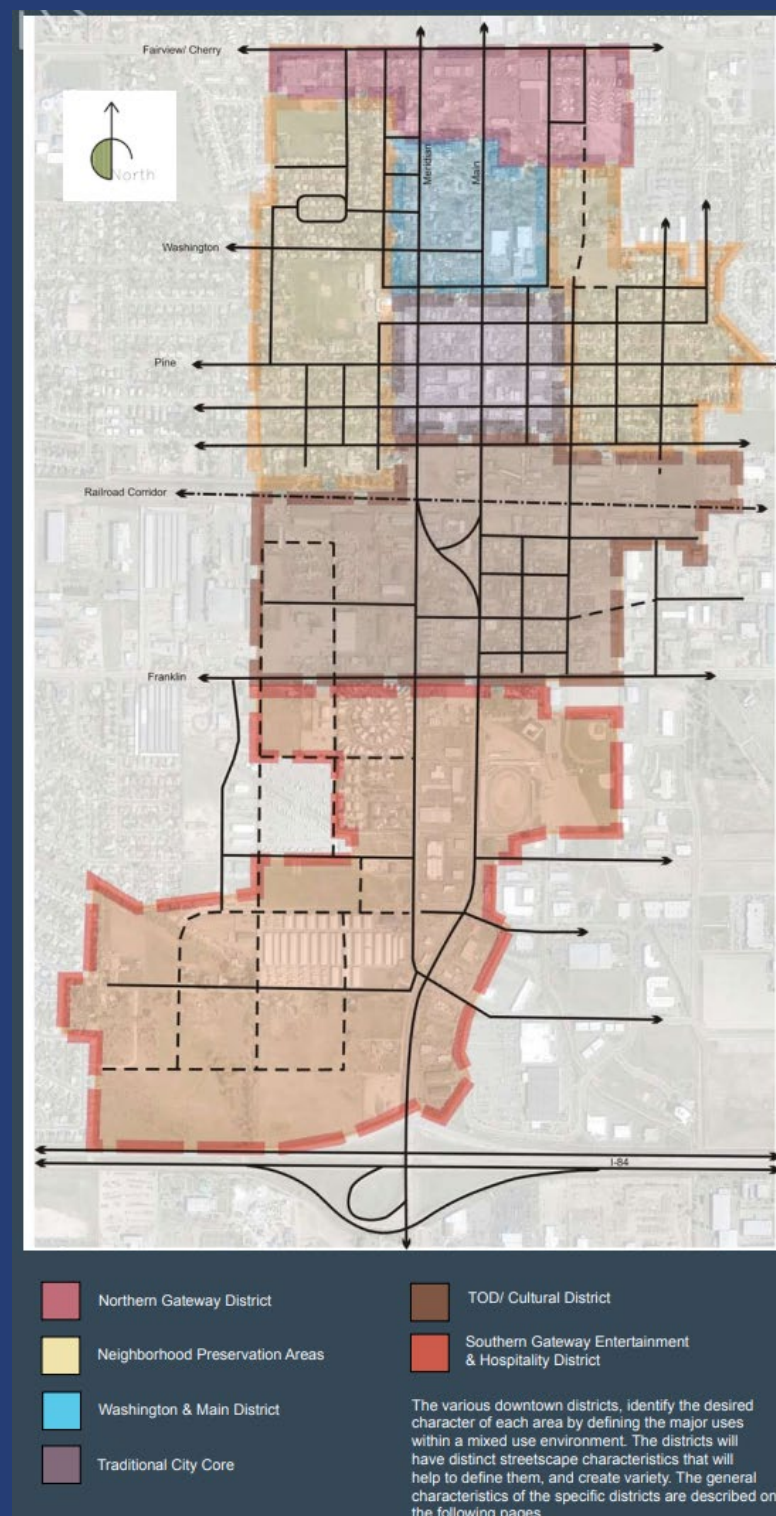 Fairview/ Cherry
North
Meridian
Main
Washington
Pine
Railroad Corridor
Franklin
I-84
Northern Gateway District
Neighborhood Preservation Areas
Washington & Main District
Traditional City Core
TOD/ Cultural District
Southern Gateway Entertainment
& Hospitality District
The various downtown districts, identify the desired
character of each area by defining the major uses
within a mixed use environment. The districts will
have distinct streetscape characteristics that will
help to define them, and create variety. The general
characteristics of the specific districts are described on
the following pages.